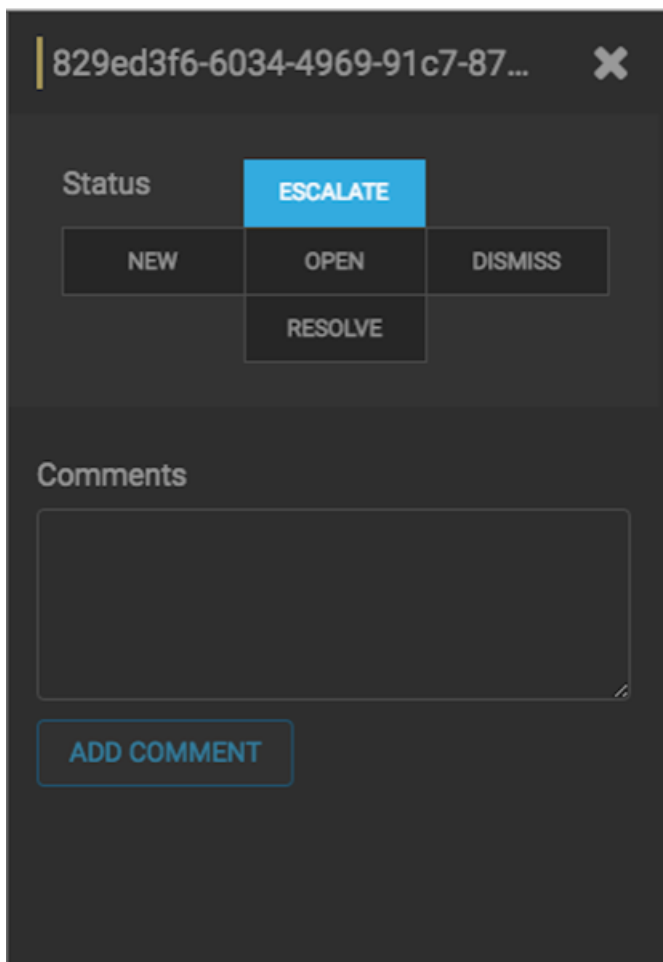 829ed3f6-6034-4969-91c7-87...
Status
ESCALATE
NEW OPEN DISMISS
RESOLVE
Comments
ADD COMMENT